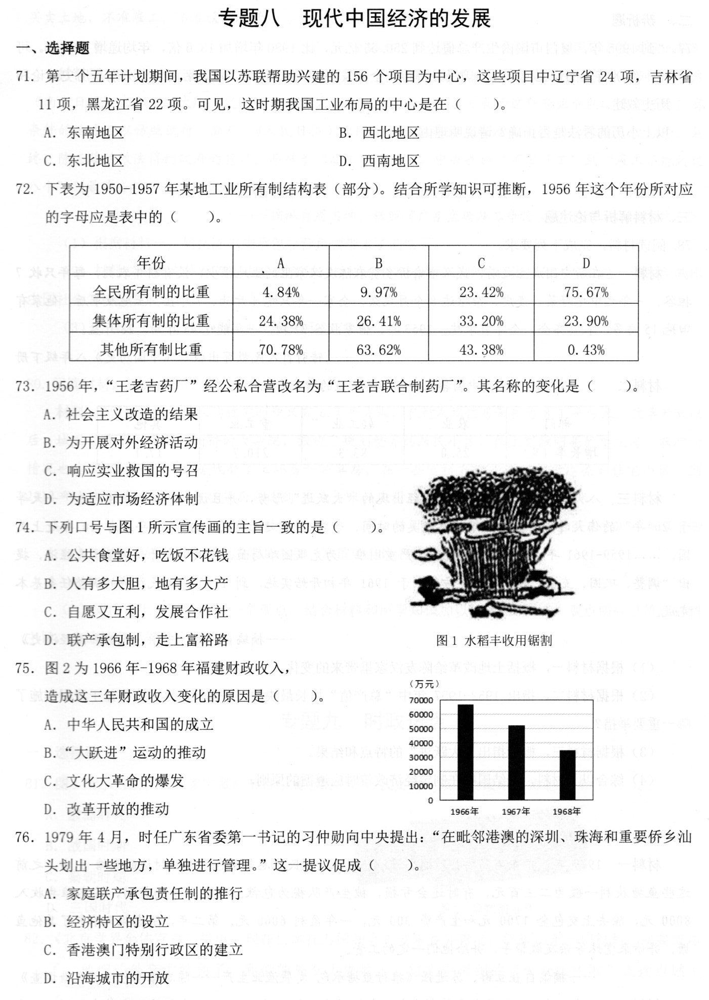 专题八　现代中国经济的发展
一、选择题
71. 第一个五年计划期间，我国以苏联帮助兴建的 156 个项目为中心，这些项目中辽宁省 24 项，吉林省
11 项，黑龙江省 22 项。可见，这时期我国工业布局的中心是在（　　）。
A. 东南地区　　B. 西北地区
C. 东北地区　　D. 西南地区
72. 下表为 1950-1957 年某地工业所有制结构表（部分）。结合所学知识可推断，1956 年这个年份所对应
的字母应是表中的（　　）。
年份　A　B　C　D
全民所有制的比重　4.84%　9.97%　23.42%　75.67%
集体所有制的比重　24.38%　26.41%　33.20%　23.90%
其他所有制比重　70.78%　63.62%　43.38%　0.43%
73. 1956 年，“王老吉药厂”经公私合营改名为“王老吉联合制药厂”。其名称的变化是（　　）。
A. 社会主义改造的结果
B. 为开展对外经济活动
C. 响应实业救国的号召
D. 为适应市场经济体制
74. 下列口号与图 1 所示宣传画的主旨一致的是（　　）。
A. 公共食堂好，吃饭不花钱
B. 人有多大胆，地有多大产
C. 自愿又互利，发展合作社
D. 联产承包制，走上富裕路
图 1 水稻丰收用锯割
75. 图 2 为 1966 年-1968 年福建财政收入，
造成这三年财政收入变化的原因是（　　）。
A. 中华人民共和国的成立
B. “大跃进”运动的推动
C. 文化大革命的爆发
D. 改革开放的推动
（万元）
70000
60000
50000
40000
30000
20000
10000
0
1966年　1967年　1968年
76. 1979 年 4 月，时任广东省委第一书记的习仲勋向中央提出：“在毗邻港澳的深圳、珠海和重要侨乡汕
头划出一些地方，单独进行管理。”这一提议促成（　　）。
A. 家庭联产承包责任制的推行
B. 经济特区的设立
C. 香港澳门特别行政区的建立
D. 沿海城市的开放